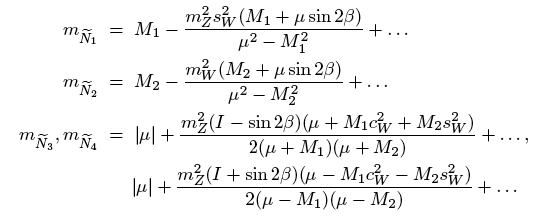 $m_{\widetilde{N}_1} = M_1 - \frac{m_Z^2 s_W^2 (M_1 + \mu \sin 2\beta)}{\mu^2 - M_1^2} + \ldots$
$m_{\widetilde{N}_2} = M_2 - \frac{m_W^2 (M_2 + \mu \sin 2\beta)}{\mu^2 - M_2^2} + \ldots$
$m_{\widetilde{N}_3}, m_{\widetilde{N}_4} = |\mu| + \frac{m_Z^2 (I - \sin 2\beta)(\mu + M_1 c_W^2 + M_2 s_W^2)}{2(\mu + M_1)(\mu + M_2)} + \ldots,$
$|\mu| + \frac{m_Z^2 (I + \sin 2\beta)(\mu - M_1 c_W^2 - M_2 s_W^2)}{2(\mu - M_1)(\mu - M_2)} + \ldots$